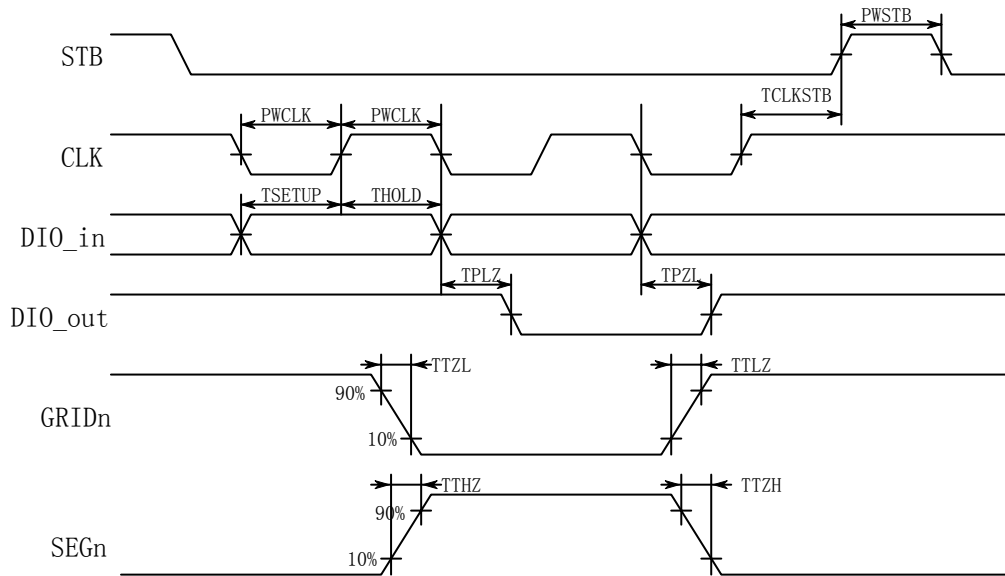 PWSTB
STB
TCLKSTB
PWCLK PWCLK
CLK
TSETUP THOLD
DIO_in
TPLZ TPZL
DIO_out
TTZL TTLZ
90%
GRIDn
10%
TTHZ TTZH
90%
SEGn
10%